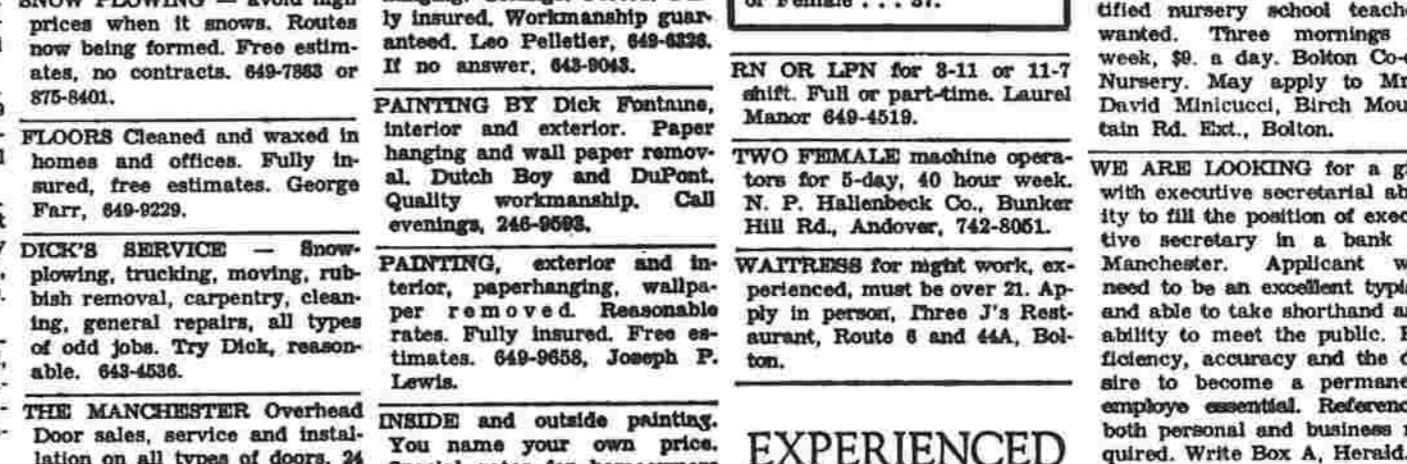 SNOW PLOWING — avoid high
prices when it snows. Routes
now being formed. Free estim-
ates, no contracts. 649-7863 or
875-8401.
FLOORS Cleaned and waxed in
homes and offices. Fully in-
sured, free estimates. George
Farr, 649-9229.
DICK'S SERVICE — Snow-
plowing, trucking, moving, rub-
bish removal, carpentry, clean-
ing, general repairs, all types
of odd jobs. Try Dick, reason-
able. 643-4536.
THE MANCHESTER Overhead
Door sales, service and instal-
lation on all types of doors. 24
ly insured. Workmanship guar-
anteed. Leo Pelletier, 649-6326.
If no answer, 643-9043.
PAINTING BY Dick Fontaine,
interior and exterior. Paper
hanging and wall paper remov-
al. Dutch Boy and DuPont.
Quality workmanship. Call
evenings, 246-9593.
PAINTING, exterior and in-
terior, paperhanging, wallpa-
per removed. Reasonable
rates. Fully insured. Free es-
timates. 649-9658, Joseph P.
Lewis.
INSIDE and outside painting.
You name your own price.
or Female . . . 37.
RN OR LPN for 3-11 or 11-7
shift. Full or part-time. Laurel
Manor 649-4519.
TWO FEMALE machine opera-
tors for 5-day, 40 hour week.
N. P. Hallenbeck Co., Bunker
Hill Rd., Andover, 742-8051.
WAITRESS for night work, ex-
perienced, must be over 21. Ap-
ply in person, Three J's Rest-
aurant, Route 6 and 44A, Bol-
ton.
EXPERIENCED
tified nursery school teache
wanted. Three mornings
week, $9. a day. Bolton Co-
Nursery. May apply to Mr
David Minicucci, Birch Mou
tain Rd. Ext., Bolton.
WE ARE LOOKING for a gi
with executive secretarial ab
ity to fill the position of exec
tive secretary in a bank
Manchester. Applicant w
need to be an excellent typi
and able to take shorthand a
ability to meet the public. E
ficiency, accuracy and the d
sire to become a permane
employe essential. Referenc
both personal and business r
quired. Write Box A, Herald.